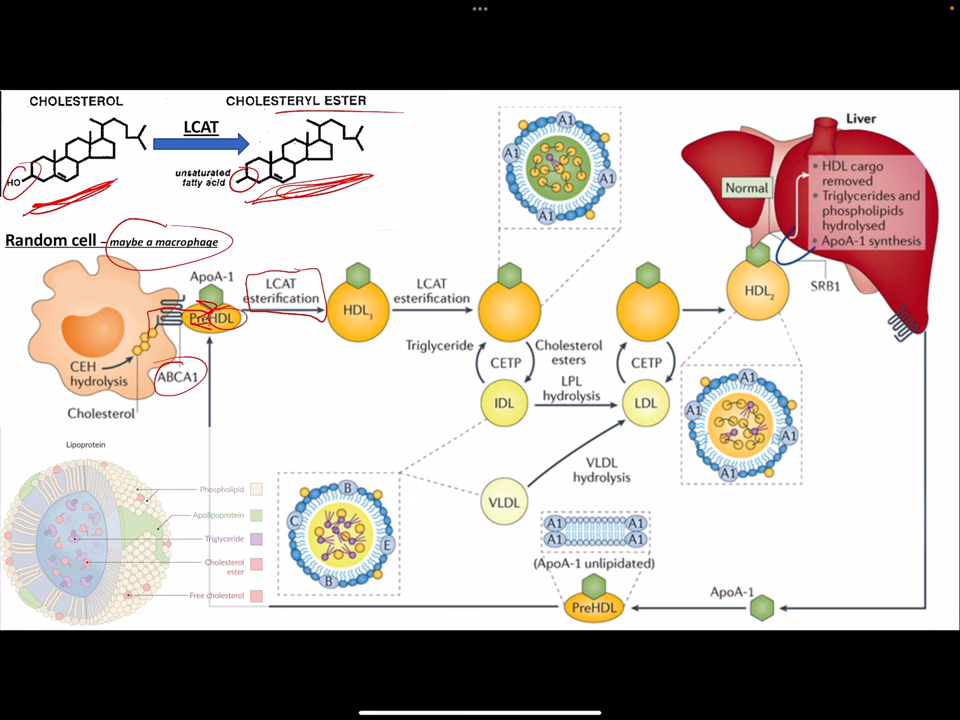 CHOLESTEROL
CHOLESTERYL ESTER
LCAT
HO
unsaturated
fatty acid
Random cell – maybe a macrophage
ApoA-1
PreHDL
LCAT
esterification
HDL3
LCAT
esterification
CEH
hydrolysis
ABCA1
Cholesterol
A1
A1
A1
A1
Triglyceride
CETP
Cholesterol
esters
IDL
LPL
hydrolysis
CETP
LDL
VLDL
VLDL
hydrolysis
Liver
Normal
• HDL cargo
removed
• Triglycerides and
phospholipids
hydrolysed
• ApoA-1 synthesis
SRB1
HDL2
A1
A1
A1
A1
Lipoprotein
Phospholipid
Apolipoprotein
Triglyceride
Cholesterol
ester
Free cholesterol
B
C
E
B
A1 A1
A1 A1
(ApoA-1 unlipidated)
PreHDL
ApoA-1